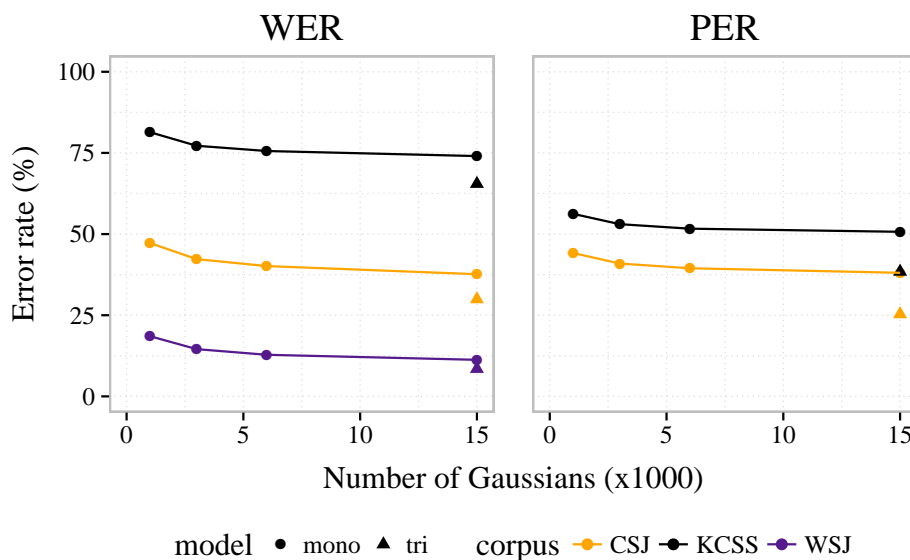 WER PER
Error rate (%)
100
75
50
25
0
0 5 10 15 0 5 10 15
Number of Gaussians (x1000)
model mono tri corpus CSJ KCSS WSJ